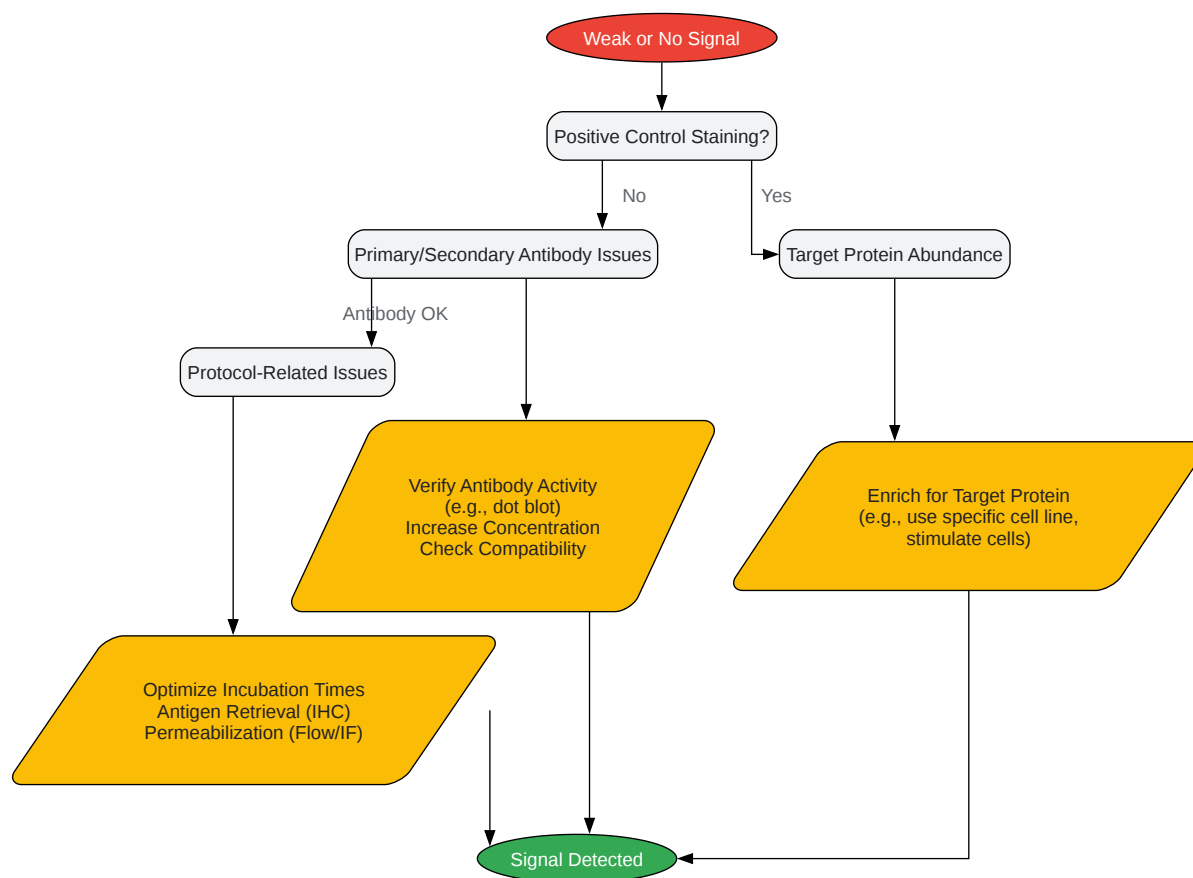 Weak or No Signal
Positive Control Staining?
No
Yes
Primary/Secondary Antibody Issues
Target Protein Abundance
Antibody OK
Protocol-Related Issues
Verify Antibody Activity
(e.g., dot blot)
Increase Concentration
Check Compatibility
Enrich for Target Protein
(e.g., use specific cell line,
stimulate cells)
Optimize Incubation Times
Antigen Retrieval (IHC)
Permeabilization (Flow/IF)
Signal Detected